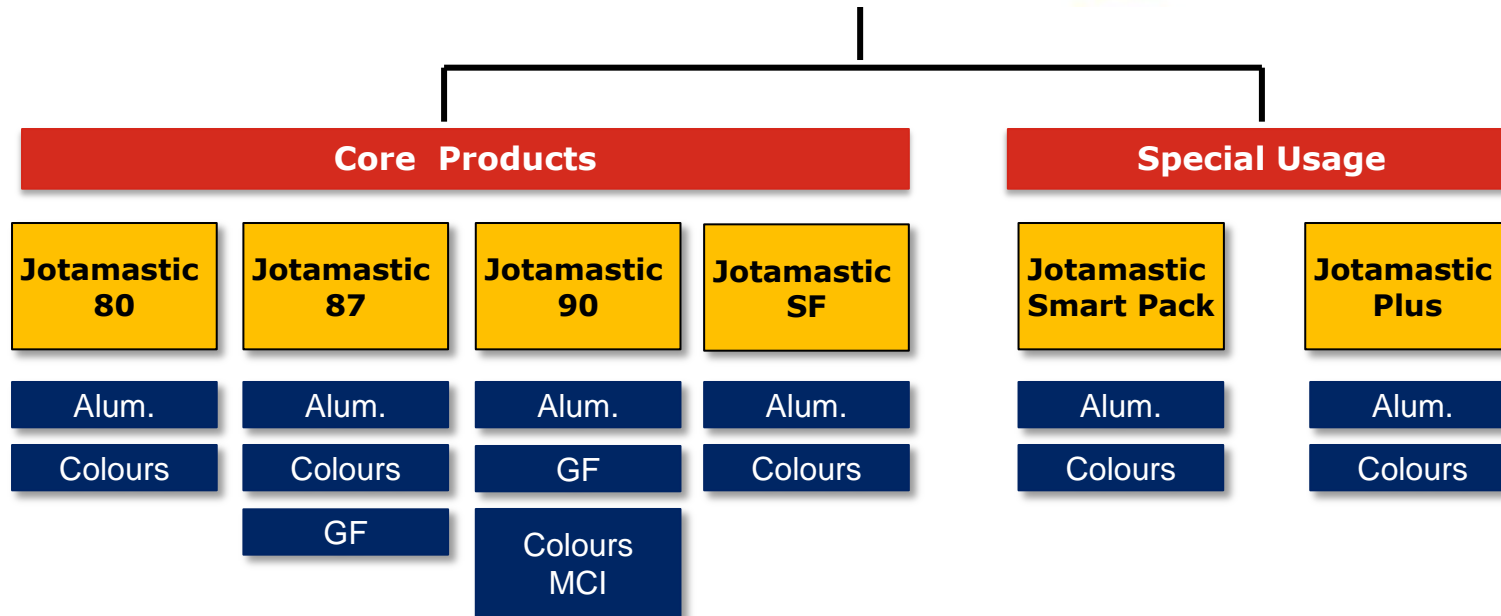 Core Products
Special Usage
Jotamastic
80
Jotamastic
87
Jotamastic
90
Jotamastic
SF
Jotamastic
Smart Pack
Jotamastic
Plus
Alum.
Alum.
Alum.
Alum.
Alum.
Alum.
Colours
Colours
GF
Colours
Colours
Colours
GF
Colours
MCI